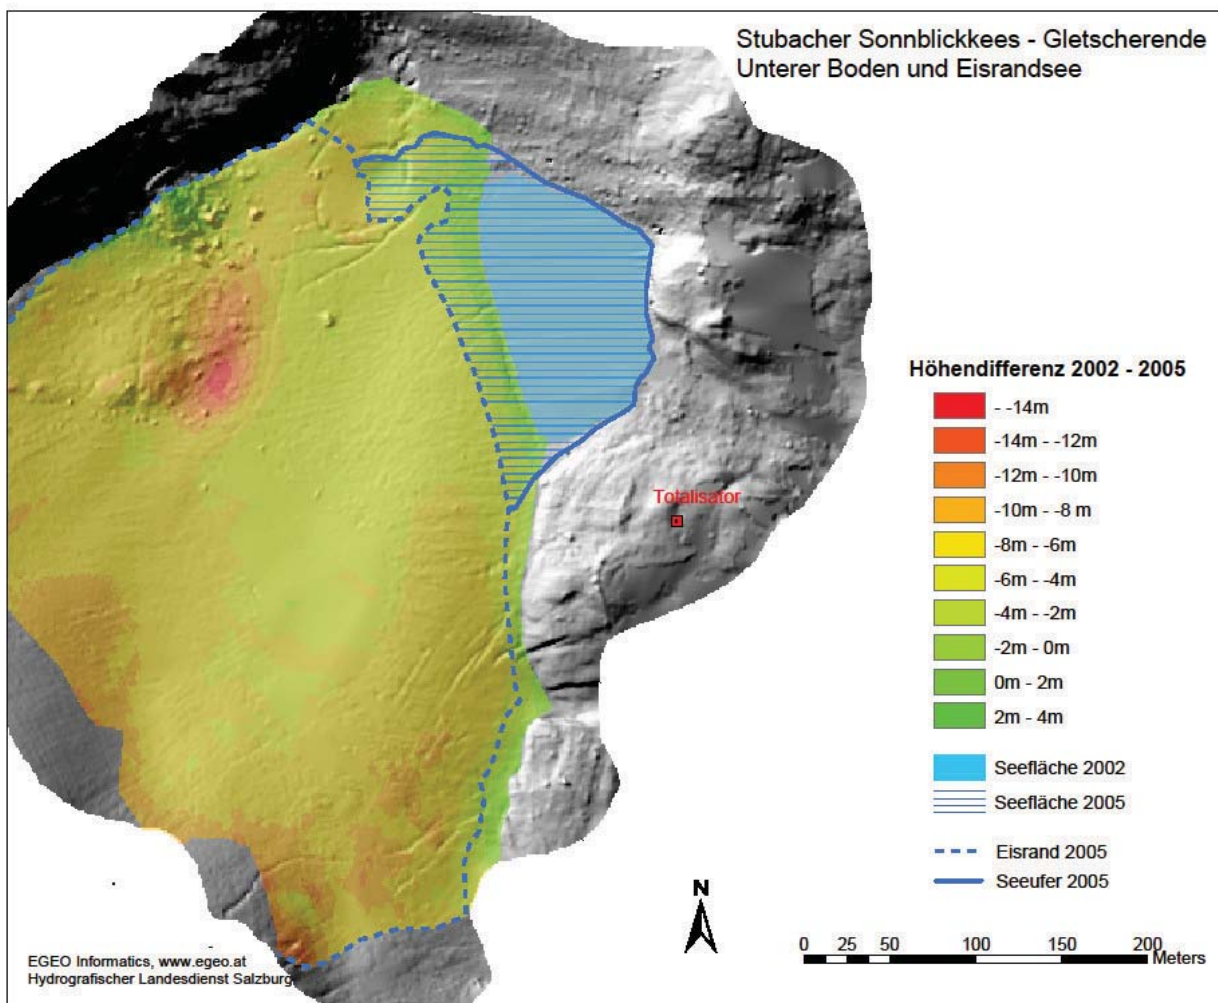 Stubacher Sonnblickkees - Gletscherende
Unterer Boden und Eisrandsee
Totalisator
Höhendifferenz 2002 - 2005
- -14m
-14m - -12m
-12m - -10m
-10m - -8 m
-8m - -6m
-6m - -4m
-4m - -2m
-2m - 0m
0m - 2m
2m - 4m
Seefläche 2002
Seefläche 2005
Eisrand 2005
Seeufer 2005
N
0 25 50 100 150 200
Meters
EGEO Informatics, www.egeo.at
Hydrografischer Landesdienst Salzburg